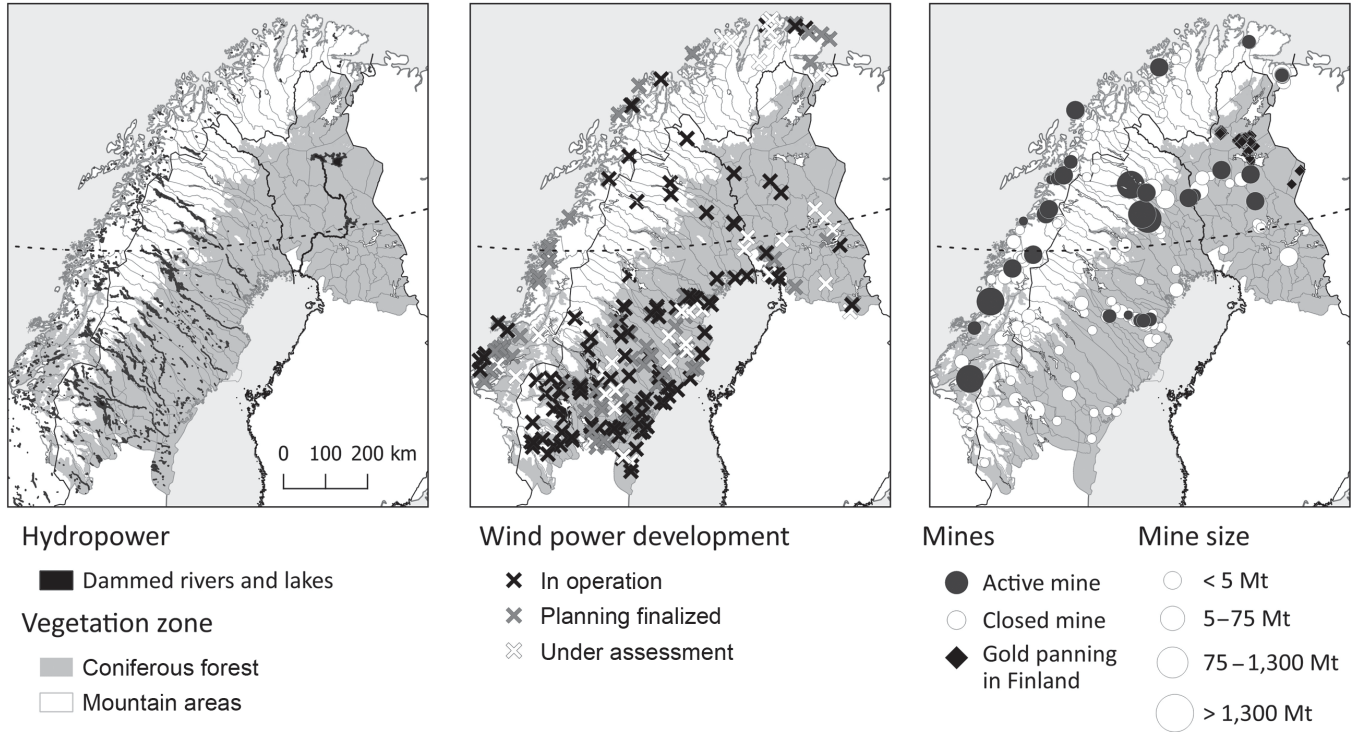 0 100 200 km
Hydropower
Dammed rivers and lakes
Vegetation zone
Coniferous forest
Mountain areas
Wind power development
In operation
Planning finalized
Under assessment
Mines
Active mine
Closed mine
Gold panning
in Finland
Mine size
< 5 Mt
5–75 Mt
75–1,300 Mt
> 1,300 Mt